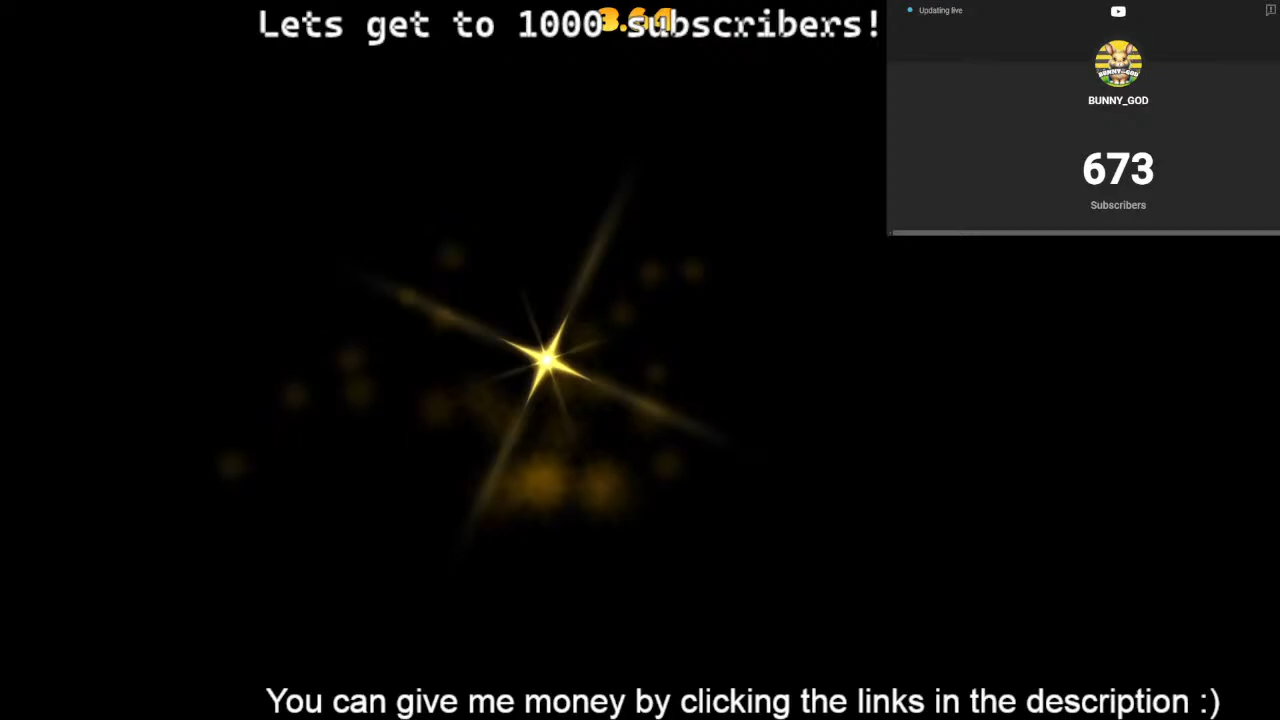 Lets get to 1000 subscribers!
Updating live
BUNNY_GOD
673
Subscribers
You can give me money by clicking the links in the description :)